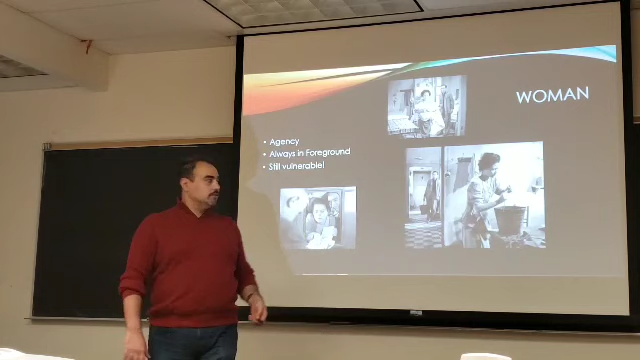 WOMAN
• Agency
• Always in Foreground
• Still vulnerable!